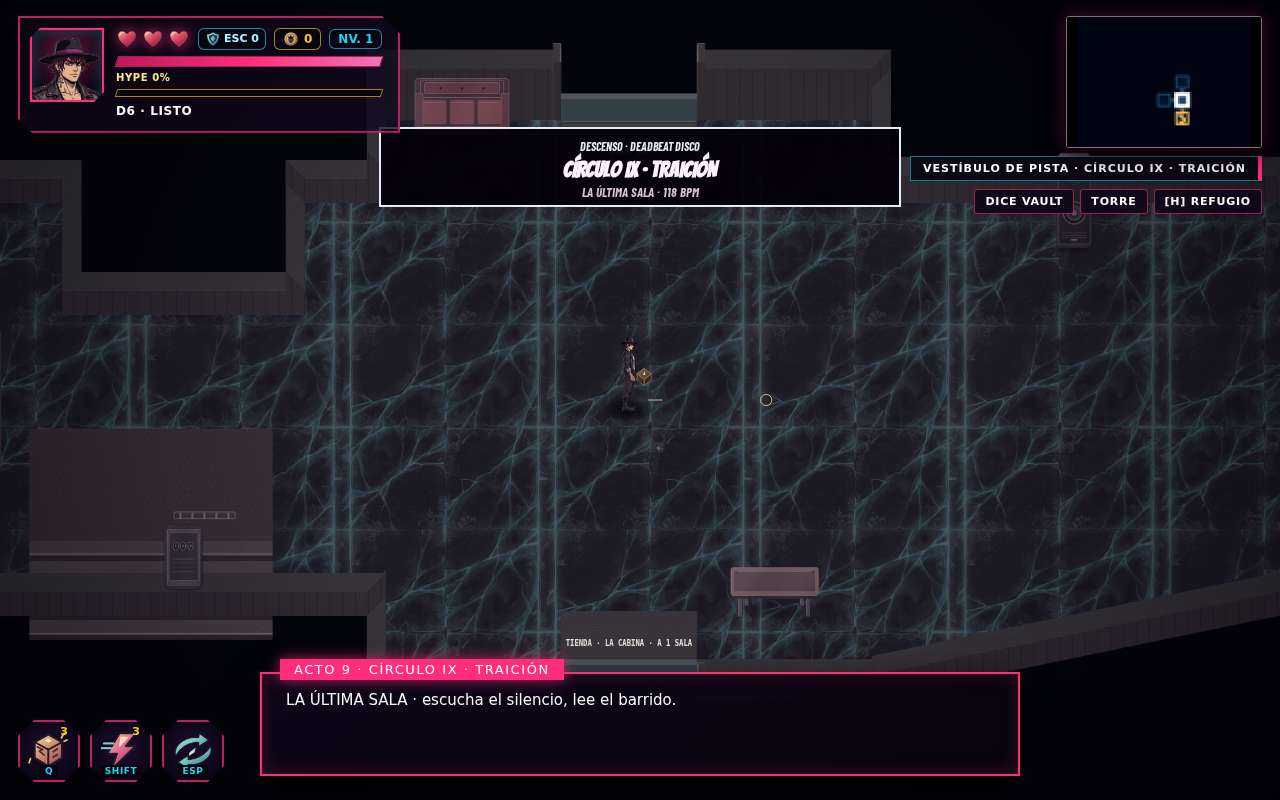 ESC 0
0
NV. 1
HYPE 0%
D6 · LISTO
DESCENSO · DEADBEAT DISCO
CÍRCULO IX · TRAICIÓN
LA ÚLTIMA SALA · 118 BPM
VESTÍBULO DE PISTA · CÍRCULO IX · TRAICIÓN
DICE VAULT
TORRE
[H] REFUGIO
TIENDA · LA CABINA · A 1 SALA
ACTO 9 · CÍRCULO IX · TRAICIÓN
LA ÚLTIMA SALA · escucha el silencio, lee el barrido.
3
Q
3
SHIFT
ESP